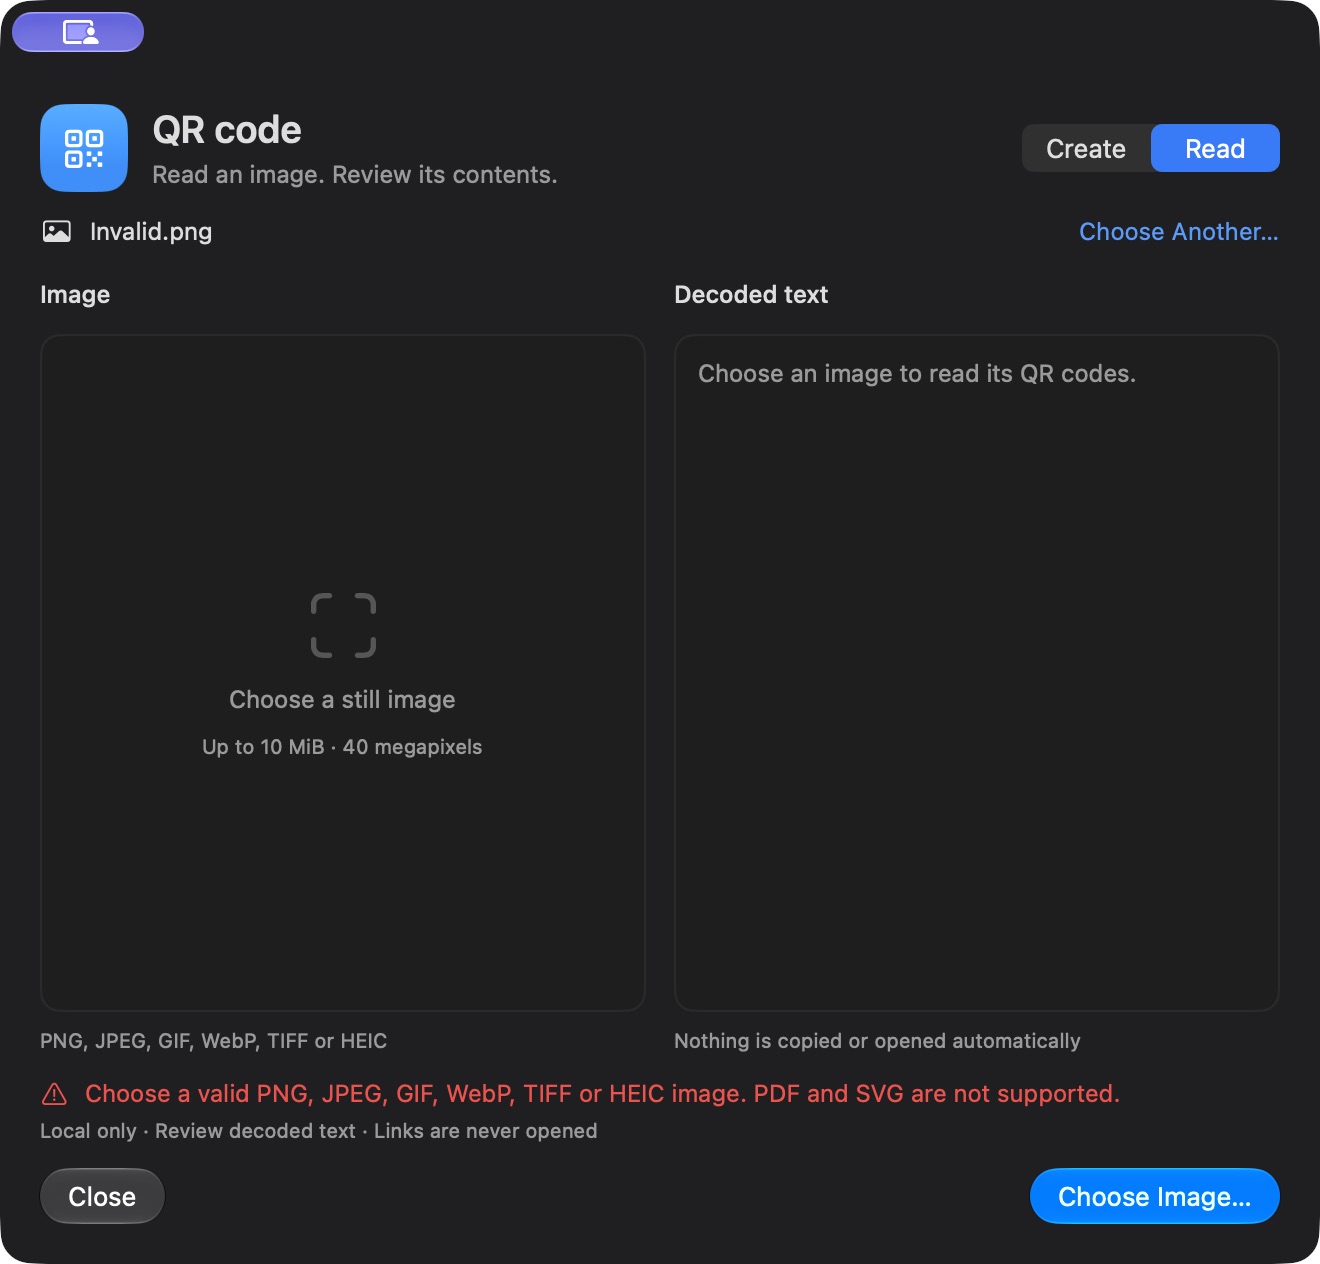 QR code
Read an image. Review its contents.
Create
Read
Invalid.png
Choose Another...
Image
Decoded text
Choose an image to read its QR codes.
Choose a still image
Up to 10 MiB · 40 megapixels
PNG, JPEG, GIF, WebP, TIFF or HEIC
Nothing is copied or opened automatically
Choose a valid PNG, JPEG, GIF, WebP, TIFF or HEIC image. PDF and SVG are not supported.
Local only · Review decoded text · Links are never opened
Close
Choose Image...